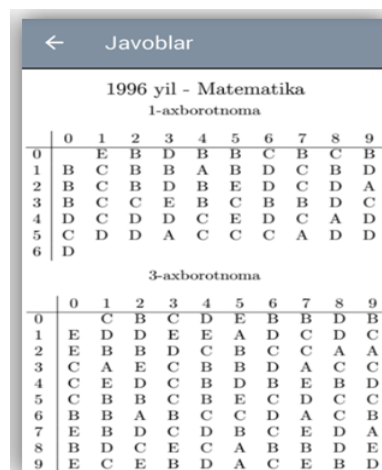 ← Javoblar
1996 yil - Matematika
1-axborotnoma
0 1 2 3 4 5 6 7 8 9
0 E B D B B C B C B
1 B C B B A B D C B D
2 B C B D B E D C D A
3 B C C E B C B B D C
4 D C D D C E D C A D
5 C D D A C C C A D D
6 D
3-axborotnoma
0 1 2 3 4 5 6 7 8 9
0 C B C D E B B D B
1 E D D E E A D C D C
2 E B B D C B C C A A
3 C A E C B B D A C C
4 C E D C B D B E B D
5 C B B C B E C D C C
6 B B A B C C D A C B
7 E B D C D B C E D A
8 B D C E C A B B D E
9 E C E B D A C E B D